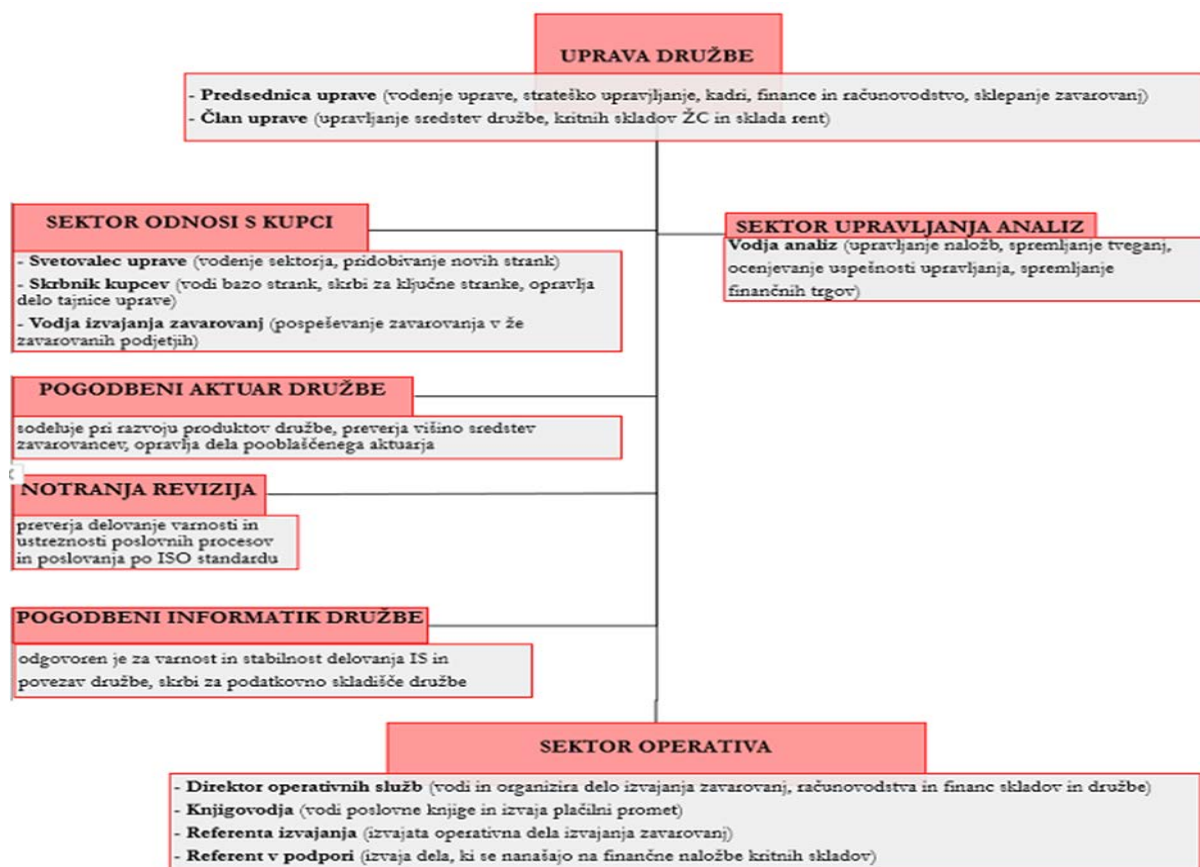 UPRAVA DRUŽBE
- Predsednica uprave (vodenje uprave, strateško upravjljanje, kadri, finance in računovodstvo, sklepanje zavarovanj)
- Član uprave (upravljanje sredstev družbe, kritnih skladov ŽC in sklada rent)
SEKTOR ODNOSI S KUPCI
- Svetovalec uprave (vodenje sektorja, pridobivanje novih strank)
- Skrbnik kupcev (vodi bazo strank, skrbi za ključne stranke, opravlja
delo tajnice uprave)
- Vodja izvajanja zavarovanj (pospeševanje zavarovanja v že
zavarovanih podjetjih)
SEKTOR UPRAVLJANJA ANALIZ
Vodja analiz (upravljanje naložb, spremljanje tveganj,
ocenjevanje uspešnosti upravljanja, spremljanje
finančnih trgov)
POGODBENI AKTUAR DRUŽBE
sodeluje pri razvoju produktov družbe, preverja višino sredstev
zavarovancev, opravlja dela pooblaščenega aktuarja
NOTRANJA REVIZIJA
preverja delovanje varnosti in
ustreznosti poslovnih procesov
in poslovanja po ISO standardu
POGODBENI INFORMATIK DRUŽBE
odgovoren je za varnost in stabilnost delovanja IS in
povezav družbe, skrbi za podatkovno skladišče družbe
SEKTOR OPERATIVA
- Direktor operativnih služb (vodi in organizira delo izvajanja zavarovanj, računovodstva in financ skladov in družbe)
- Knjigovodja (vodi poslovne knjige in izvaja plačilni promet)
- Referenta izvajanja (izvajata operativna dela izvajanja zavarovanj)
- Referent v podpori (izvaja dela, ki se nanašajo na finančne naložbe kritnih skladov)